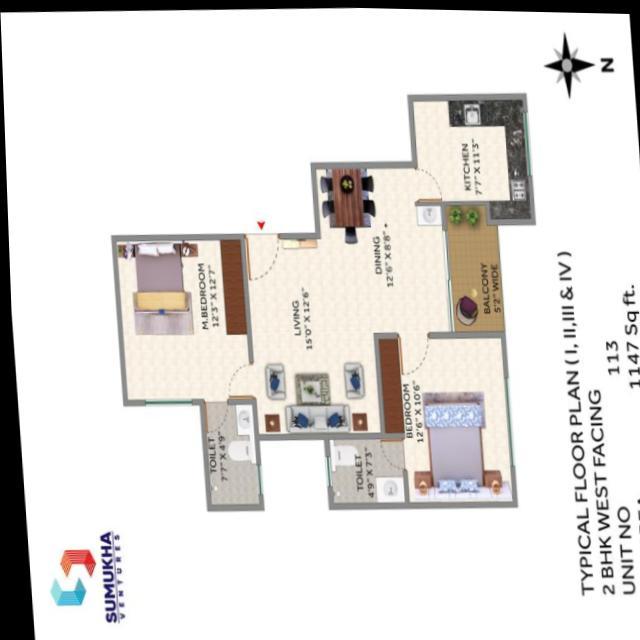 N
KITCHEN
7'7" X 11'3"
DINING
12'6" X 8'8"
BALCONY
5'2" WIDE
M.BEDROOM
12'3" X 12'7"
LIVING
15'0" X 12'6"
BEDROOM
12'6" X 10'6"
TOILET
7'7" X 4'9"
TOILET
4'9" X 7'3"
TYPICAL FLOOR PLAN ( I, II,III & IV )
2 BHK WEST FACING
UNIT NO 113
1147 Sq ft.
SUMUKHA
VENTURES